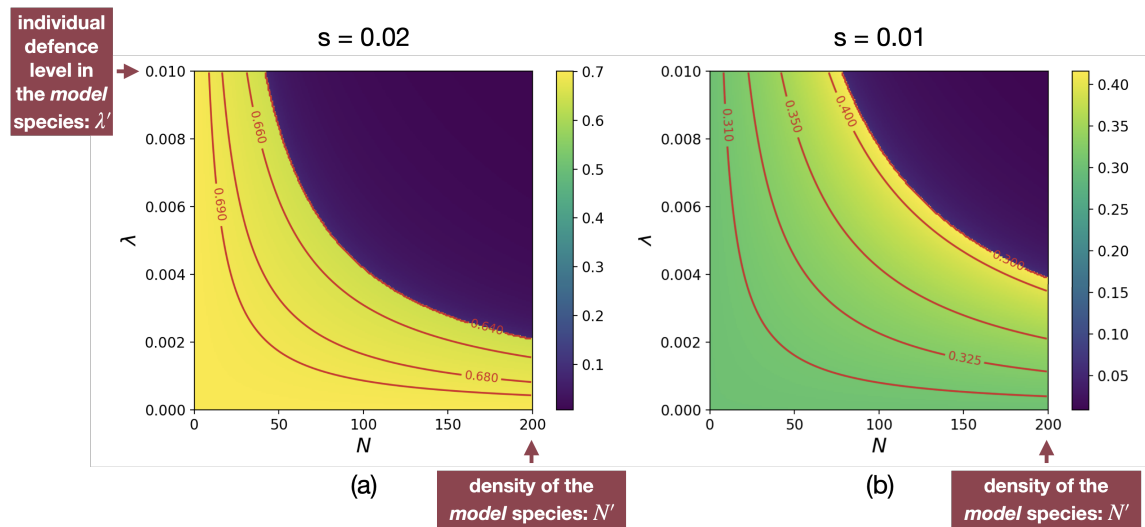 individual
defence
level in
the model
species: λ′
s = 0.02
s = 0.01
0.010
0.008
0.006
0.004
0.002
0.000
λ
0 50 100 150 200
N
0.660
0.690
0.640
0.680
0.7
0.6
0.5
0.4
0.3
0.2
0.1
0.010
0.008
0.006
0.004
0.002
0.000
λ
0 50 100 150 200
N
0.310
0.350
0.400
0.300
0.325
0.40
0.35
0.30
0.25
0.20
0.15
0.10
0.05
(a)
density of the
model species: N′
(b)
density of the
model species: N′